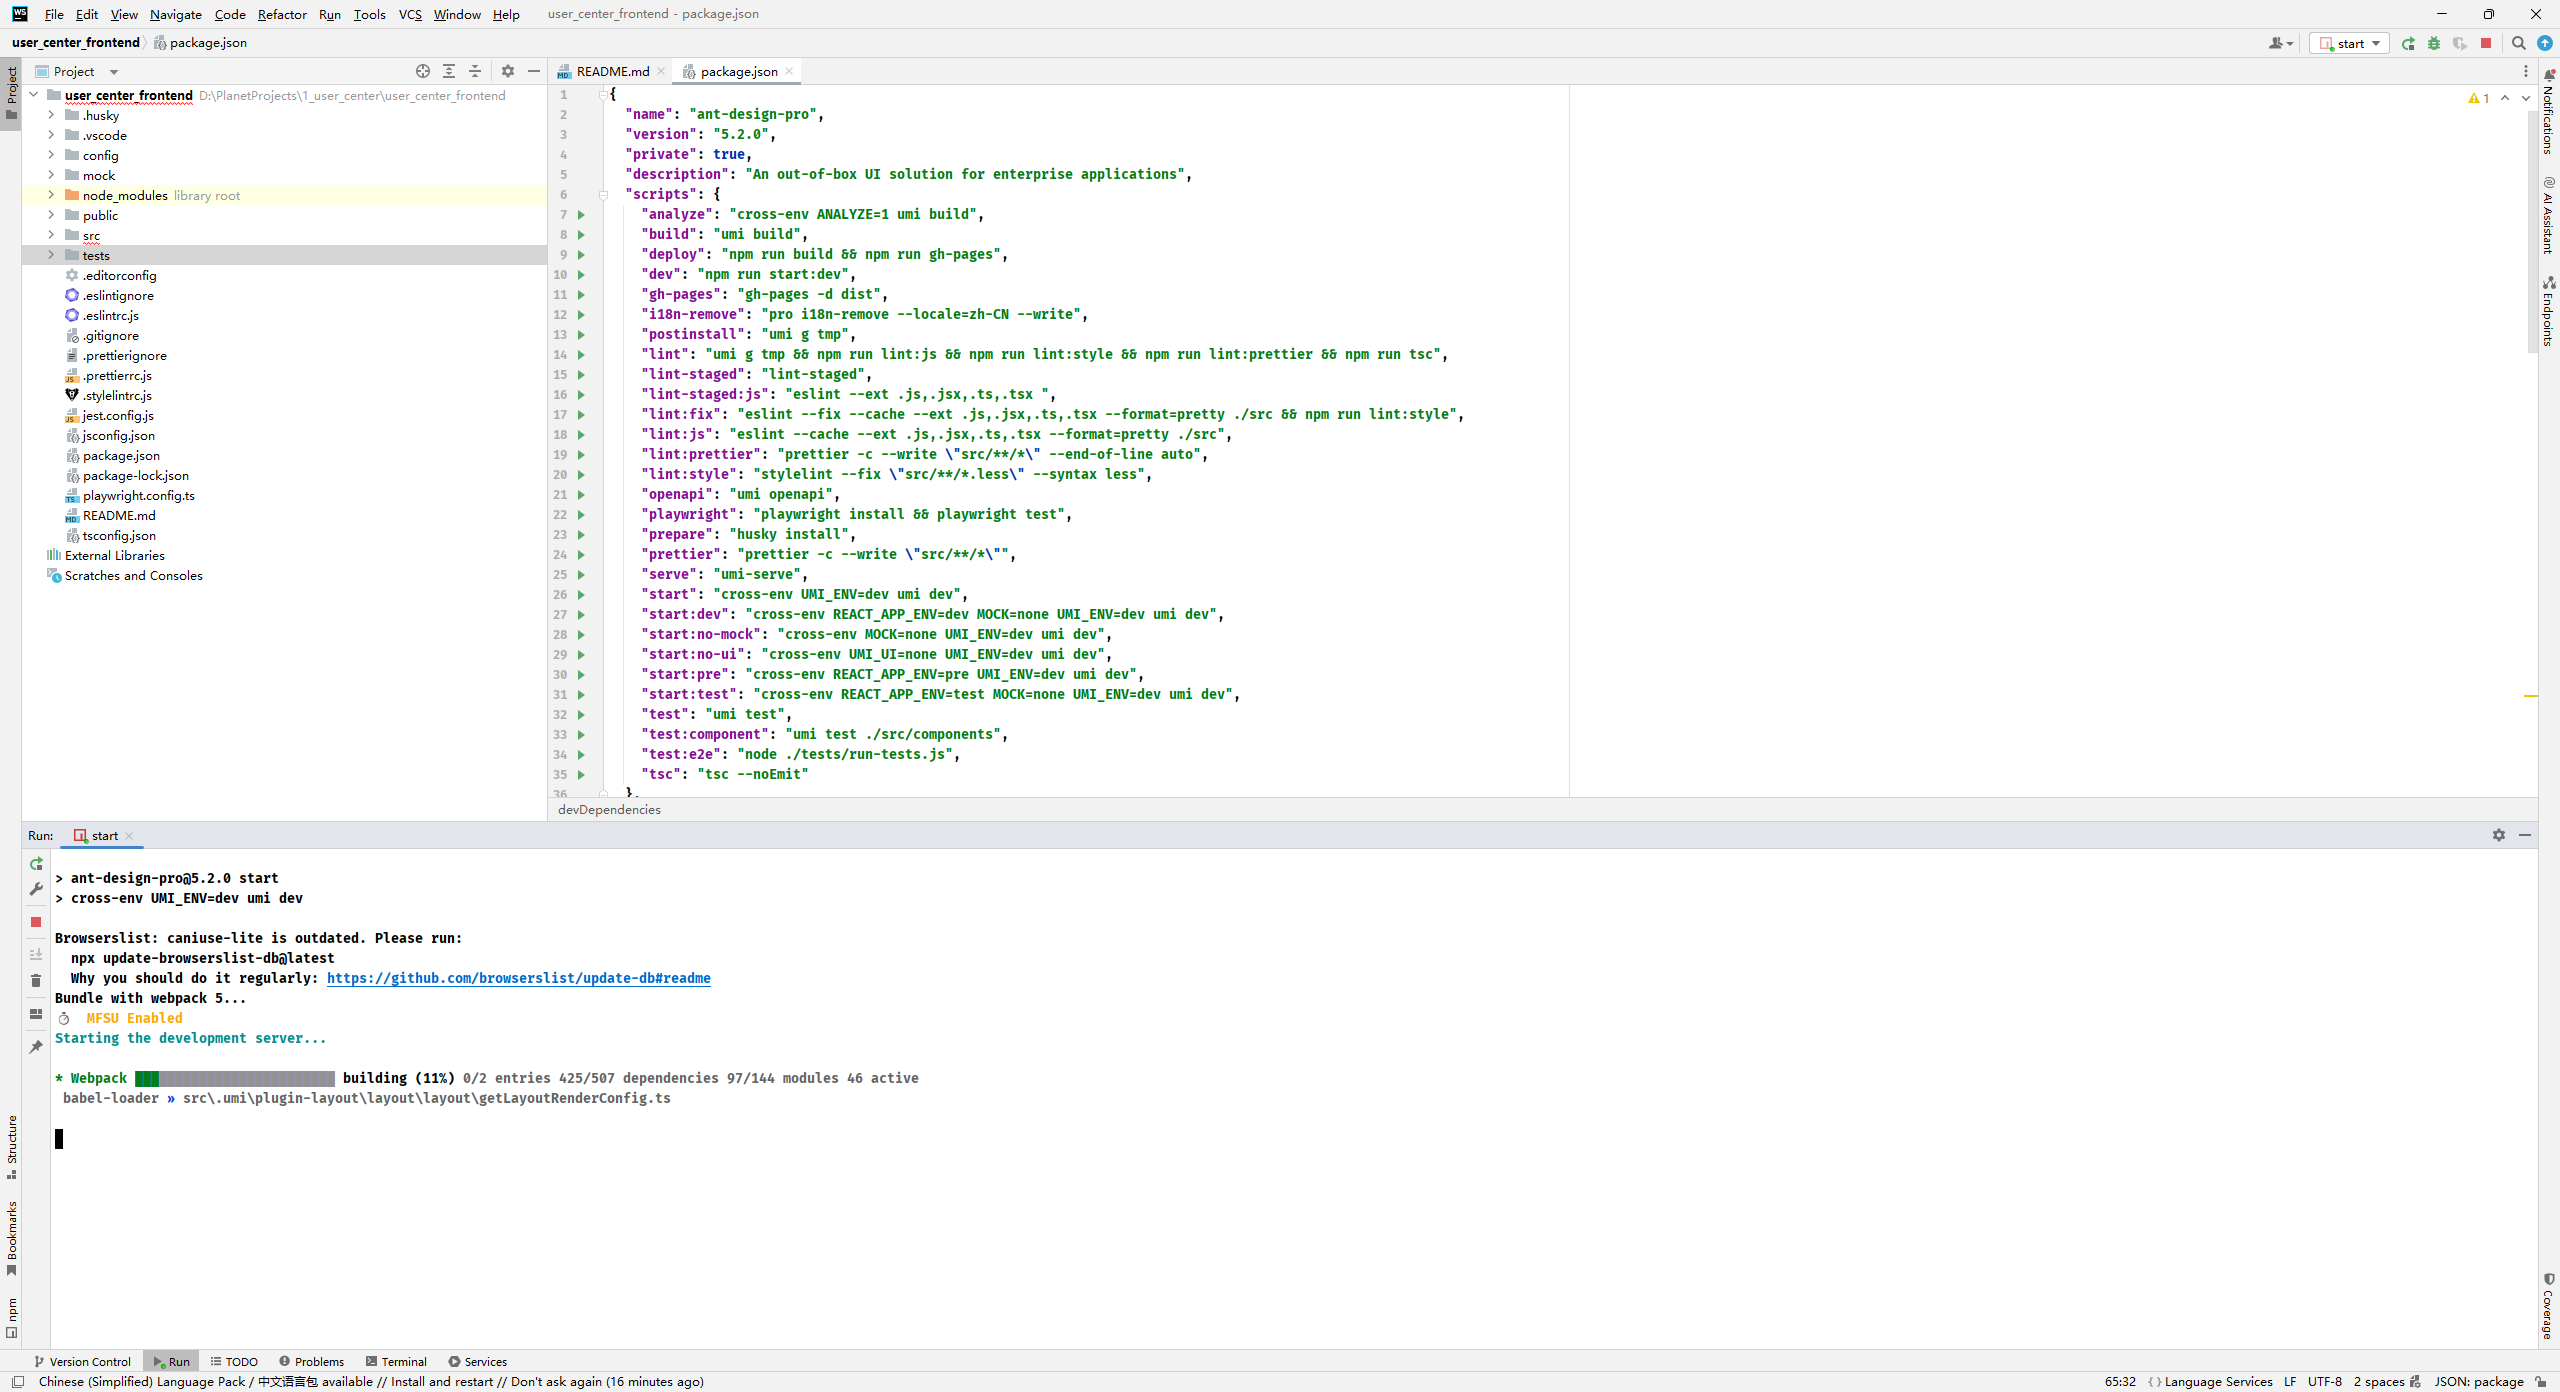 WS File Edit View Navigate Code Refactor Run Tools VCS Window Help user_center_frontend - package.json
user_center_frontend package.json start
Project
Project README.md package.json
user_center_frontend D:\PlanetProjects\1_user_center\user_center_frontend
.husky
.vscode
config
mock
node_modules library root
public
src
tests
.editorconfig
.eslintignore
.eslintrc.js
.gitignore
.prettierignore
.prettierrc.js
.stylelintrc.js
jest.config.js
jsconfig.json
package.json
package-lock.json
playwright.config.ts
README.md
tsconfig.json
External Libraries
Scratches and Consoles
1 {
2 "name": "ant-design-pro",
3 "version": "5.2.0",
4 "private": true,
5 "description": "An out-of-box UI solution for enterprise applications",
6 "scripts": {
7 "analyze": "cross-env ANALYZE=1 umi build",
8 "build": "umi build",
9 "deploy": "npm run build && npm run gh-pages",
10 "dev": "npm run start:dev",
11 "gh-pages": "gh-pages -d dist",
12 "i18n-remove": "pro i18n-remove --locale=zh-CN --write",
13 "postinstall": "umi g tmp",
14 "lint": "umi g tmp && npm run lint:js && npm run lint:style && npm run lint:prettier && npm run tsc",
15 "lint-staged": "lint-staged",
16 "lint-staged:js": "eslint --ext .js,.jsx,.ts,.tsx ",
17 "lint:fix": "eslint --fix --cache --ext .js,.jsx,.ts,.tsx --format=pretty ./src && npm run lint:style",
18 "lint:js": "eslint --cache --ext .js,.jsx,.ts,.tsx --format=pretty ./src",
19 "lint:prettier": "prettier -c --write \"src/**/*\" --end-of-line auto",
20 "lint:style": "stylelint --fix \"src/**/*.less\" --syntax less",
21 "openapi": "umi openapi",
22 "playwright": "playwright install && playwright test",
23 "prepare": "husky install",
24 "prettier": "prettier -c --write \"src/**/*\"",
25 "serve": "umi-serve",
26 "start": "cross-env UMI_ENV=dev umi dev",
27 "start:dev": "cross-env REACT_APP_ENV=dev MOCK=none UMI_ENV=dev umi dev",
28 "start:no-mock": "cross-env MOCK=none UMI_ENV=dev umi dev",
29 "start:no-ui": "cross-env UMI_UI=none UMI_ENV=dev umi dev",
30 "start:pre": "cross-env REACT_APP_ENV=pre UMI_ENV=dev umi dev",
31 "start:test": "cross-env REACT_APP_ENV=test MOCK=none UMI_ENV=dev umi dev",
32 "test": "umi test",
33 "test:component": "umi test ./src/components",
34 "test:e2e": "node ./tests/run-tests.js",
35 "tsc": "tsc --noEmit"
36 },
1
devDependencies
Notifications
AI Assistant
Endpoints
Run: start
> ant-design-pro@5.2.0 start
> cross-env UMI_ENV=dev umi dev
Browserslist: caniuse-lite is outdated. Please run:
npx update-browserslist-db@latest
Why you should do it regularly: https://github.com/browserslist/update-db#readme
Bundle with webpack 5...
MFSU Enabled
Starting the development server...
* Webpack building (11%) 0/2 entries 425/507 dependencies 97/144 modules 46 active
babel-loader » src\.umi\plugin-layout\layout\layout\getLayoutRenderConfig.ts
Structure
Bookmarks
npm
Coverage
Version Control Run TODO Problems Terminal Services
Chinese (Simplified) Language Pack / 中文语言包 available // Install and restart // Don't ask again (16 minutes ago) 65:32 {} Language Services LF UTF-8 2 spaces JSON: package